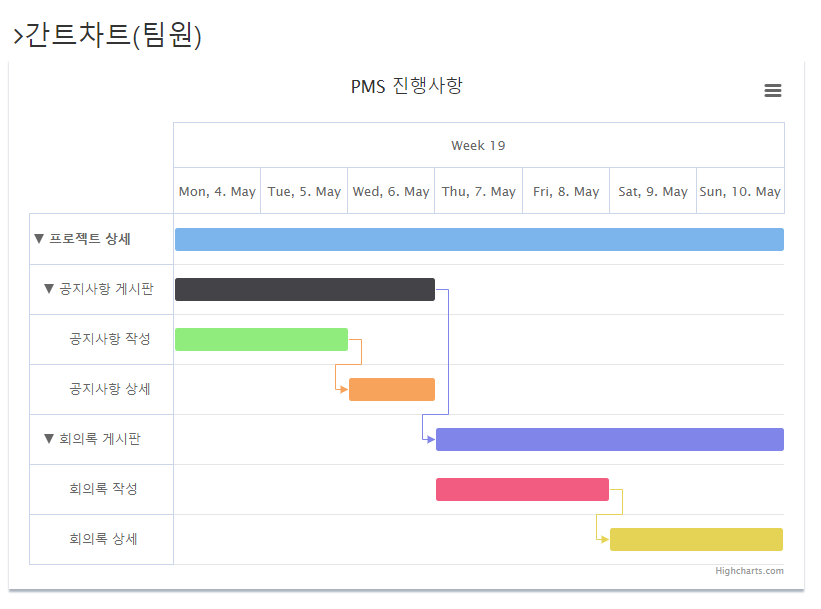 >간트차트(팀원)
PMS 진행사항
Week 19
Mon, 4. May Tue, 5. May Wed, 6. May Thu, 7. May Fri, 8. May Sat, 9. May Sun, 10. May
▼ 프로젝트 상세
▼ 공지사항 게시판
공지사항 작성
공지사항 상세
▼ 회의록 게시판
회의록 작성
회의록 상세
Highcharts.com